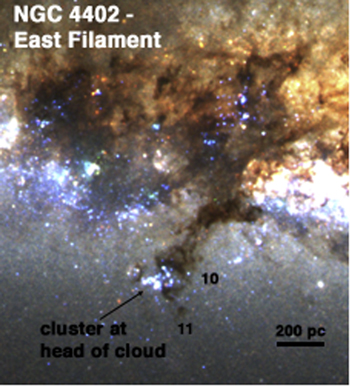 NGC 4402 -
East Filament
10
11
cluster at
head of cloud
200 pc